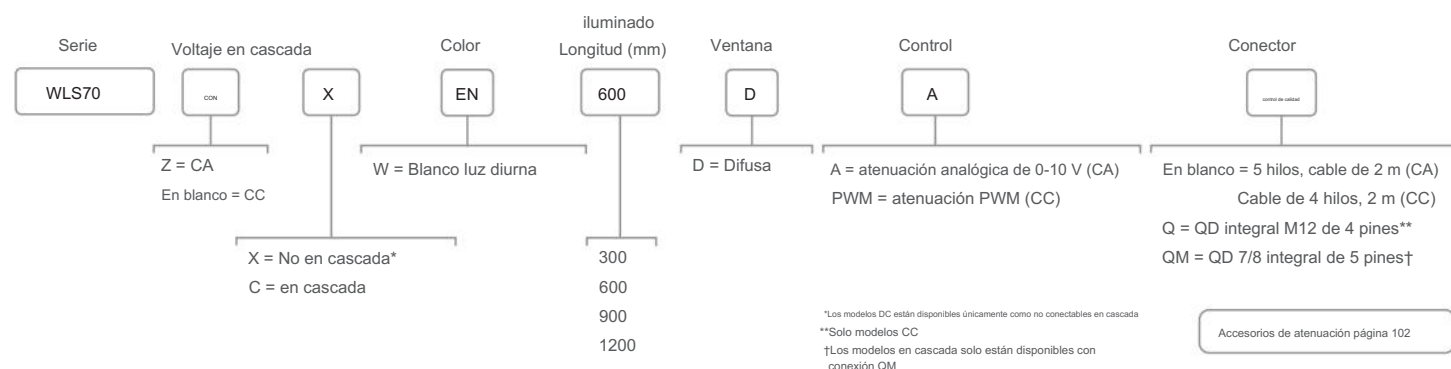 iluminado
Serie
Voltaje en cascada
Color
Longitud (mm)
Ventana
Control
Conector
WLS70
CON
X
EN
600
D
A
control de calidad
Z = CA
En blanco = CC
W = Blanco luz diurna
D = Difusa
A = atenuación analógica de 0-10 V (CA)
PWM = atenuación PWM (CC)
En blanco = 5 hilos, cable de 2 m (CA)
Cable de 4 hilos, 2 m (CC)
Q = QD integral M12 de 4 pines**
QM = QD 7/8 integral de 5 pines†
X = No en cascada*
C = en cascada
300
600
900
1200
*Los modelos DC están disponibles únicamente como no conectables en cascada
**Solo modelos CC
†Los modelos en cascada solo están disponibles con
conexión QM
Accesorios de atenuación página 102